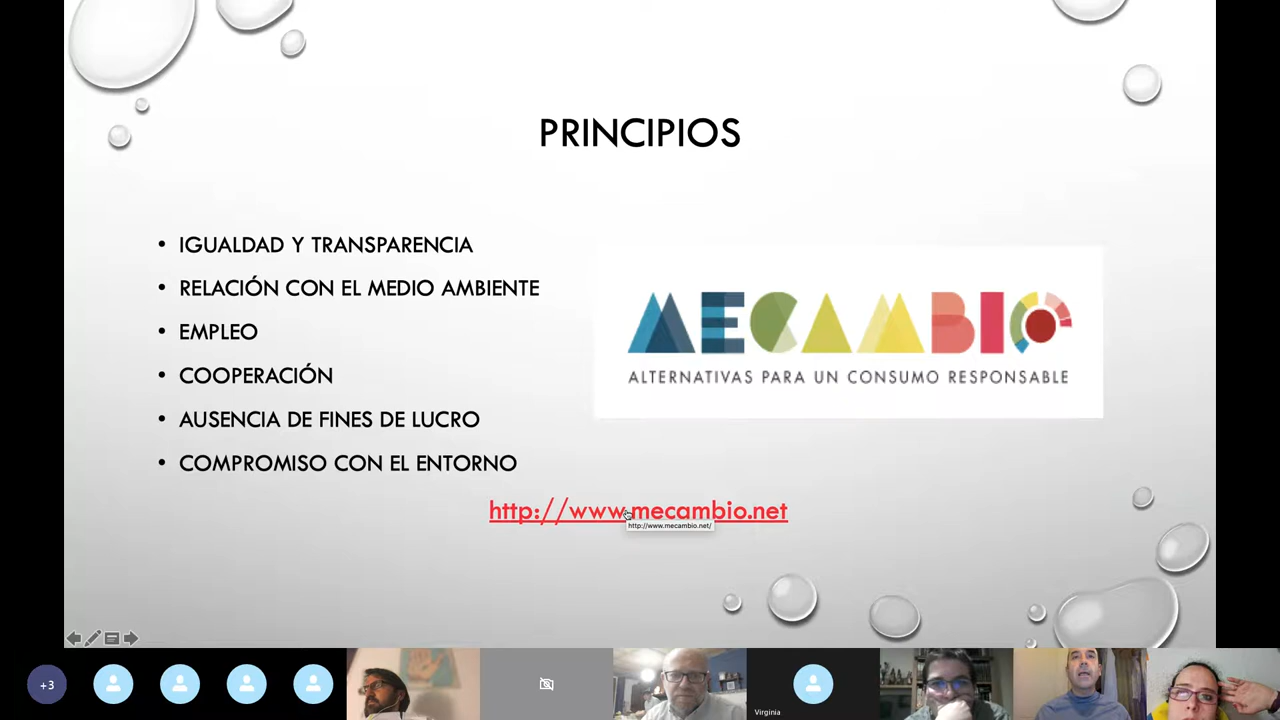 PRINCIPIOS
• IGUALDAD Y TRANSPARENCIA
• RELACIÓN CON EL MEDIO AMBIENTE
• EMPLEO
• COOPERACIÓN
• AUSENCIA DE FINES DE LUCRO
• COMPROMISO CON EL ENTORNO
MECAMBIO
ALTERNATIVAS PARA UN CONSUMO RESPONSABLE
http://www.mecambio.net
http://www.mecambio.net/
+3
Virginia